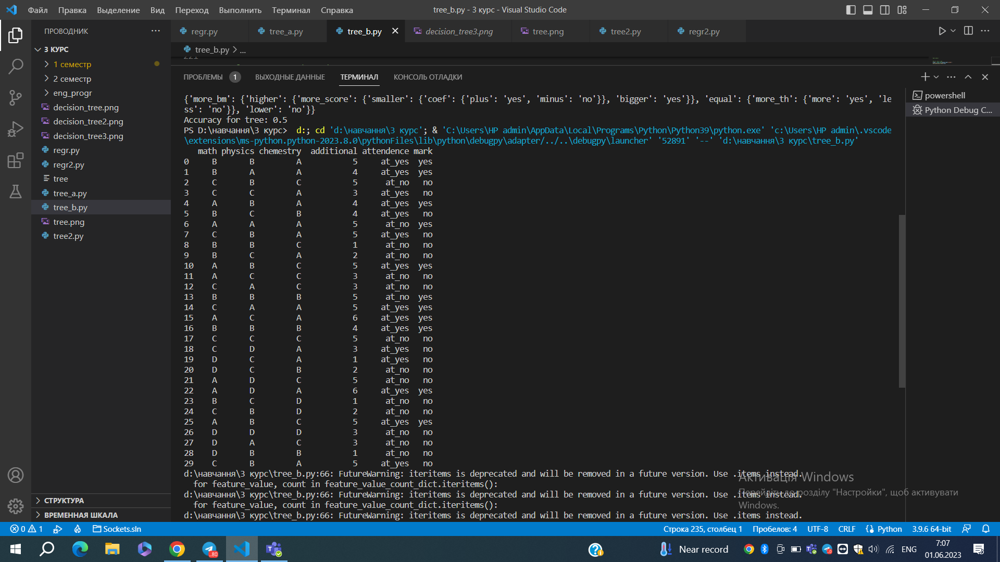 Файл Правка Выделение Вид Переход Выполнить Терминал Справка
tree_b.py - 3 курс - Visual Studio Code
ПРОВОДНИК
3 КУРС
1 семестр
2 семестр
eng_progr
decision_tree.png
decision_tree2.png
decision_tree3.png
regr.py
regr2.py
tree
tree_a.py
tree_b.py
tree.png
tree2.py
СТРУКТУРА
ВРЕМЕННАЯ ШКАЛА
regr.py tree_a.py tree_b.py decision_tree3.png tree.png tree2.py regr2.py
tree_b.py > ...
221
ПРОБЛЕМЫ 1 ВЫХОДНЫЕ ДАННЫЕ ТЕРМИНАЛ КОНСОЛЬ ОТЛАДКИ
powershell
Python Debug C...
{'more_bm': {'higher': {'more_score': {'smaller': {'coef': {'plus': 'yes', 'minus': 'no'}}, 'bigger': 'yes'}}, 'equal': {'more_th': {'more': 'yes', 'le
ss': 'no'}}, 'lower': 'no'}}
Accuracy for tree: 0.5
PS D:\навчання\3 курс> d:; cd 'd:\навчання\3 курс'; & 'C:\Users\HP admin\AppData\Local\Programs\Python\Python39\python.exe' 'c:\Users\HP admin\.vscode
\extensions\ms-python.python-2023.8.0\pythonFiles\lib\python\debugpy\adapter/../..\debugpy\launcher' '52891' '--' 'd:\навчання\3 курс\tree_b.py'
math physics chemestry additional attendence mark
0 B B A 5 at_yes yes
1 B A A 4 at_yes yes
2 C B C 5 at_no no
3 C C A 3 at_yes no
4 A B A 4 at_yes yes
5 B C B 4 at_yes no
6 A A A 5 at_no yes
7 C B A 5 at_yes no
8 B B C 1 at_no no
9 B C A 2 at_no no
10 A B C 5 at_yes yes
11 A C C 3 at_no no
12 C A C 3 at_no no
13 B B B 5 at_no yes
14 C A A 5 at_yes yes
15 A C A 6 at_yes yes
16 B B B 4 at_yes yes
17 C C C 5 at_no no
18 C D A 3 at_yes no
19 D C A 1 at_yes no
20 D C B 2 at_no no
21 A D C 5 at_no no
22 A D A 6 at_yes yes
23 B C D 1 at_no no
24 C B D 2 at_no no
25 A B C 5 at_yes yes
26 D D D 3 at_no no
27 D A C 3 at_no no
28 D B B 1 at_no no
29 C B A 5 at_yes no
d:\навчання\3 курс\tree_b.py:66: FutureWarning: iteritems is deprecated and will be removed in a future version. Use .items instead.
for feature_value, count in feature_value_count_dict.iteritems():
d:\навчання\3 курс\tree_b.py:66: FutureWarning: iteritems is deprecated and will be removed in a future version. Use .items instead.
for feature_value, count in feature_value_count_dict.iteritems():
d:\навчання\3 курс\tree_b.py:66: FutureWarning: iteritems is deprecated and will be removed in a future version. Use .items instead.
Активація Windows
Перейдіть до розділу "Настройки", щоб активувати
Windows.
0 1 Sockets.sln
Строка 235, столбец 1 Пробелов: 4 UTF-8 CRLF Python 3.9.6 64-bit
80
Near record
ENG
7:07
01.06.2023